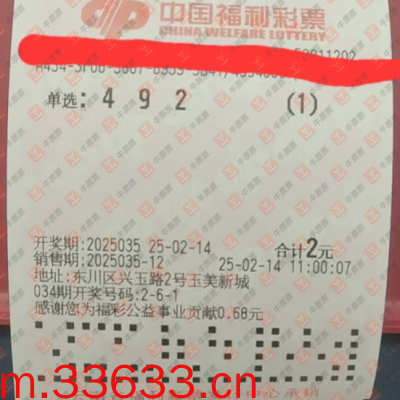 中国福利彩票
CHINA WELFARE LOTTERY
单选: 4 9 2 (1)
开奖期:2025035 25-02-14 合计2元
销售期:2025035-12 25-02-14 11:00:07
地址:东川区兴玉路2号玉美新城
034期开奖号码:2-6-1
感谢您为福彩公益事业贡献0.68元
m.33633.cn